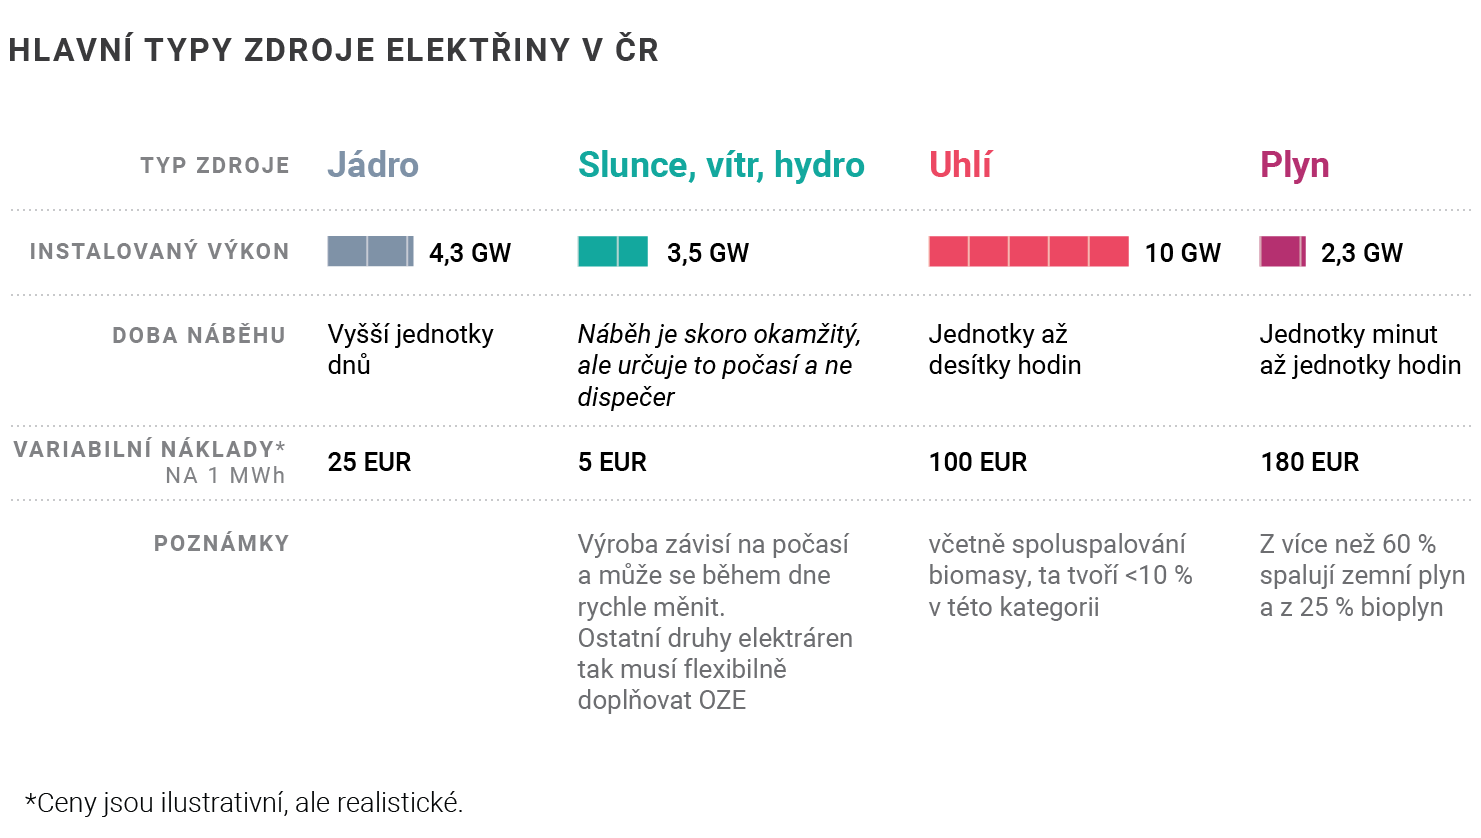 HLAVNÍ TYPY ZDROJE ELEKTŘINY V ČR
TYP ZDROJE
Jádro
Slunce, vítr, hydro
Uhlí
Plyn
INSTALOVANÝ VÝKON
4,3 GW
3,5 GW
10 GW
2,3 GW
DOBA NÁBĚHU
Vyšší jednotky
dnů
Náběh je skoro okamžitý,
ale určuje to počasí a ne
dispečer
Jednotky až
desítky hodin
Jednotky minut
až jednotky hodin
VARIABILNÍ NÁKLADY*
NA 1 MWh
25 EUR
5 EUR
100 EUR
180 EUR
POZNÁMKY
Výroba závisí na počasí
a může se během dne
rychle měnit.
Ostatní druhy elektráren
tak musí flexibilně
doplňovat OZE
včetně spoluspalování
biomasy, ta tvoří <10 %
v této kategorii
Z více než 60 %
spalují zemní plyn
a z 25 % bioplyn
*Ceny jsou ilustrativní, ale realistické.